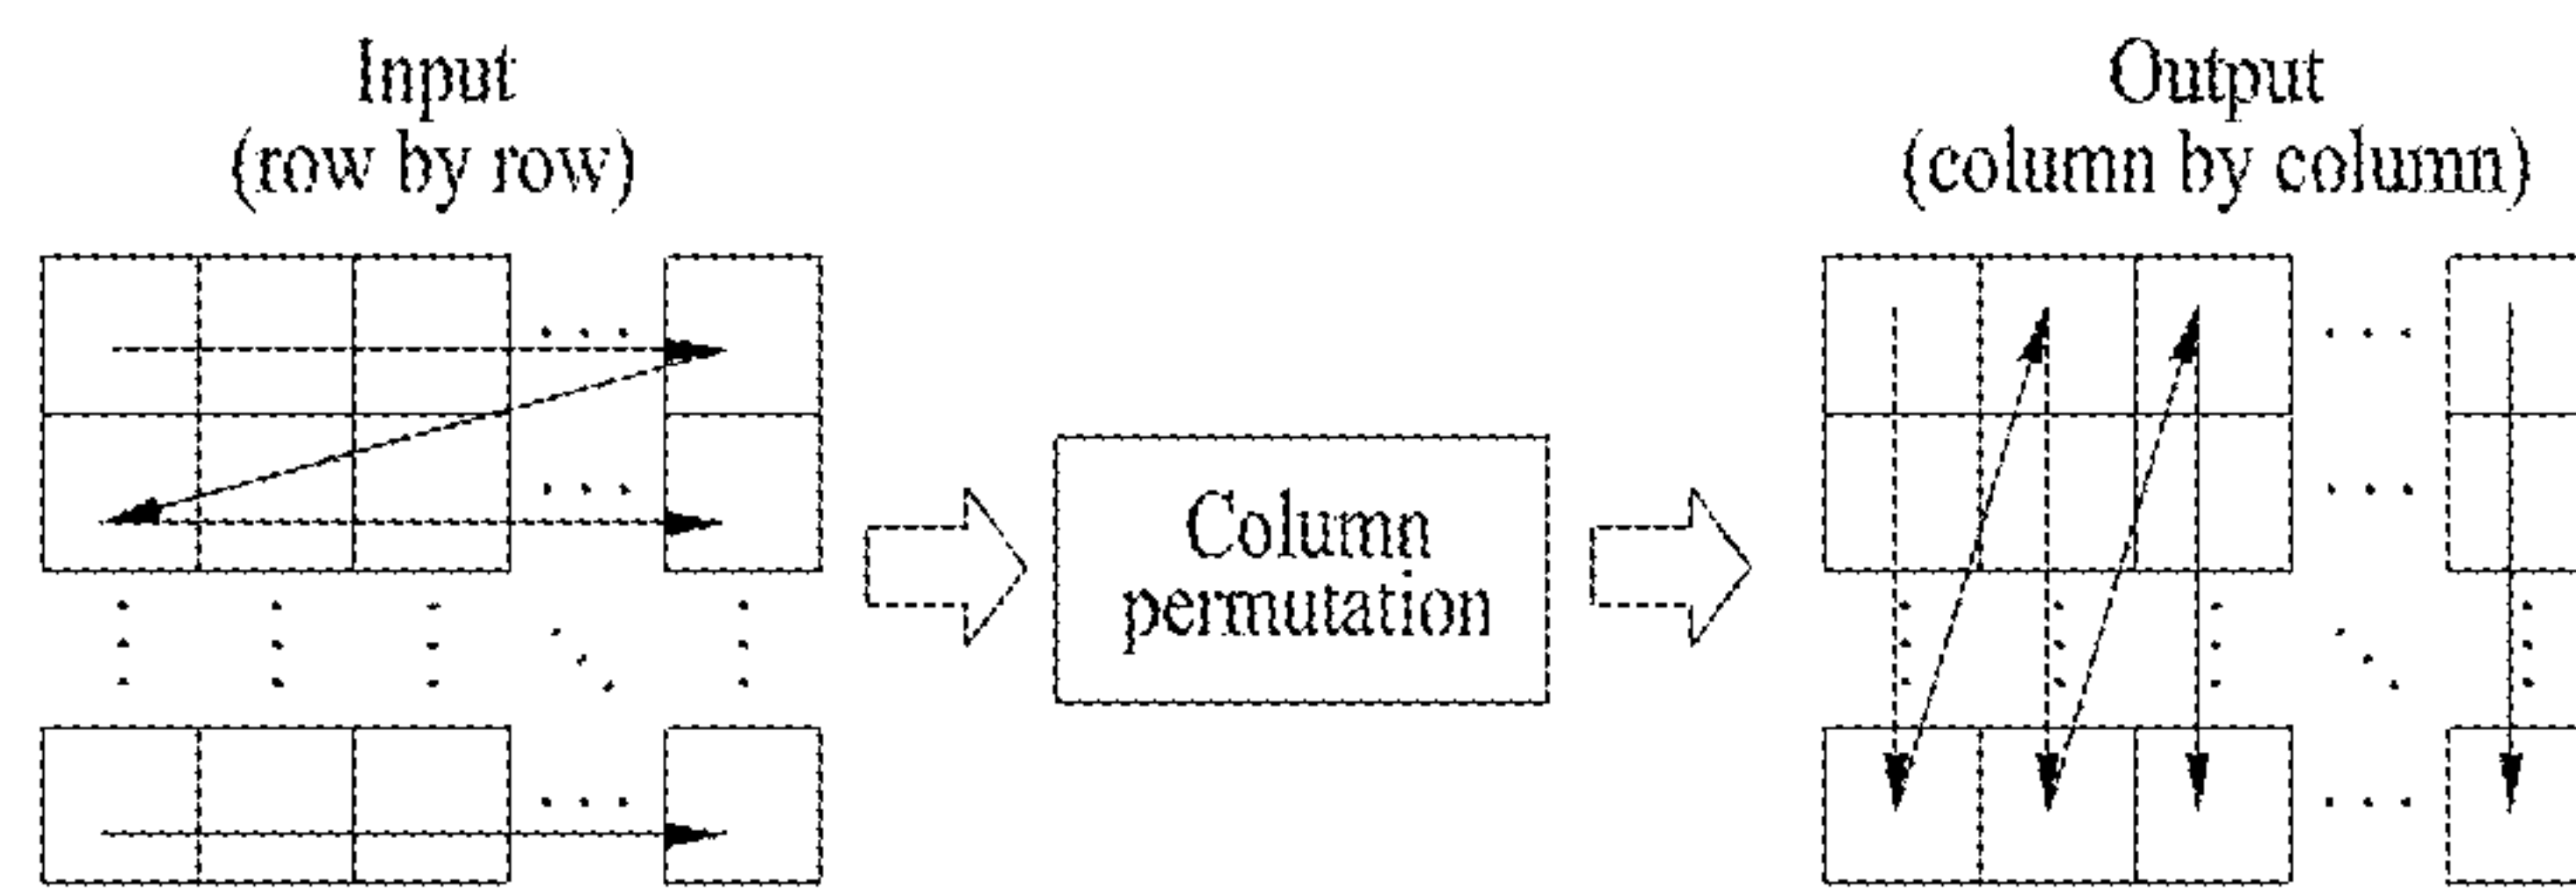 Input
(row by row)
Output
(column by column)
Column
permutation